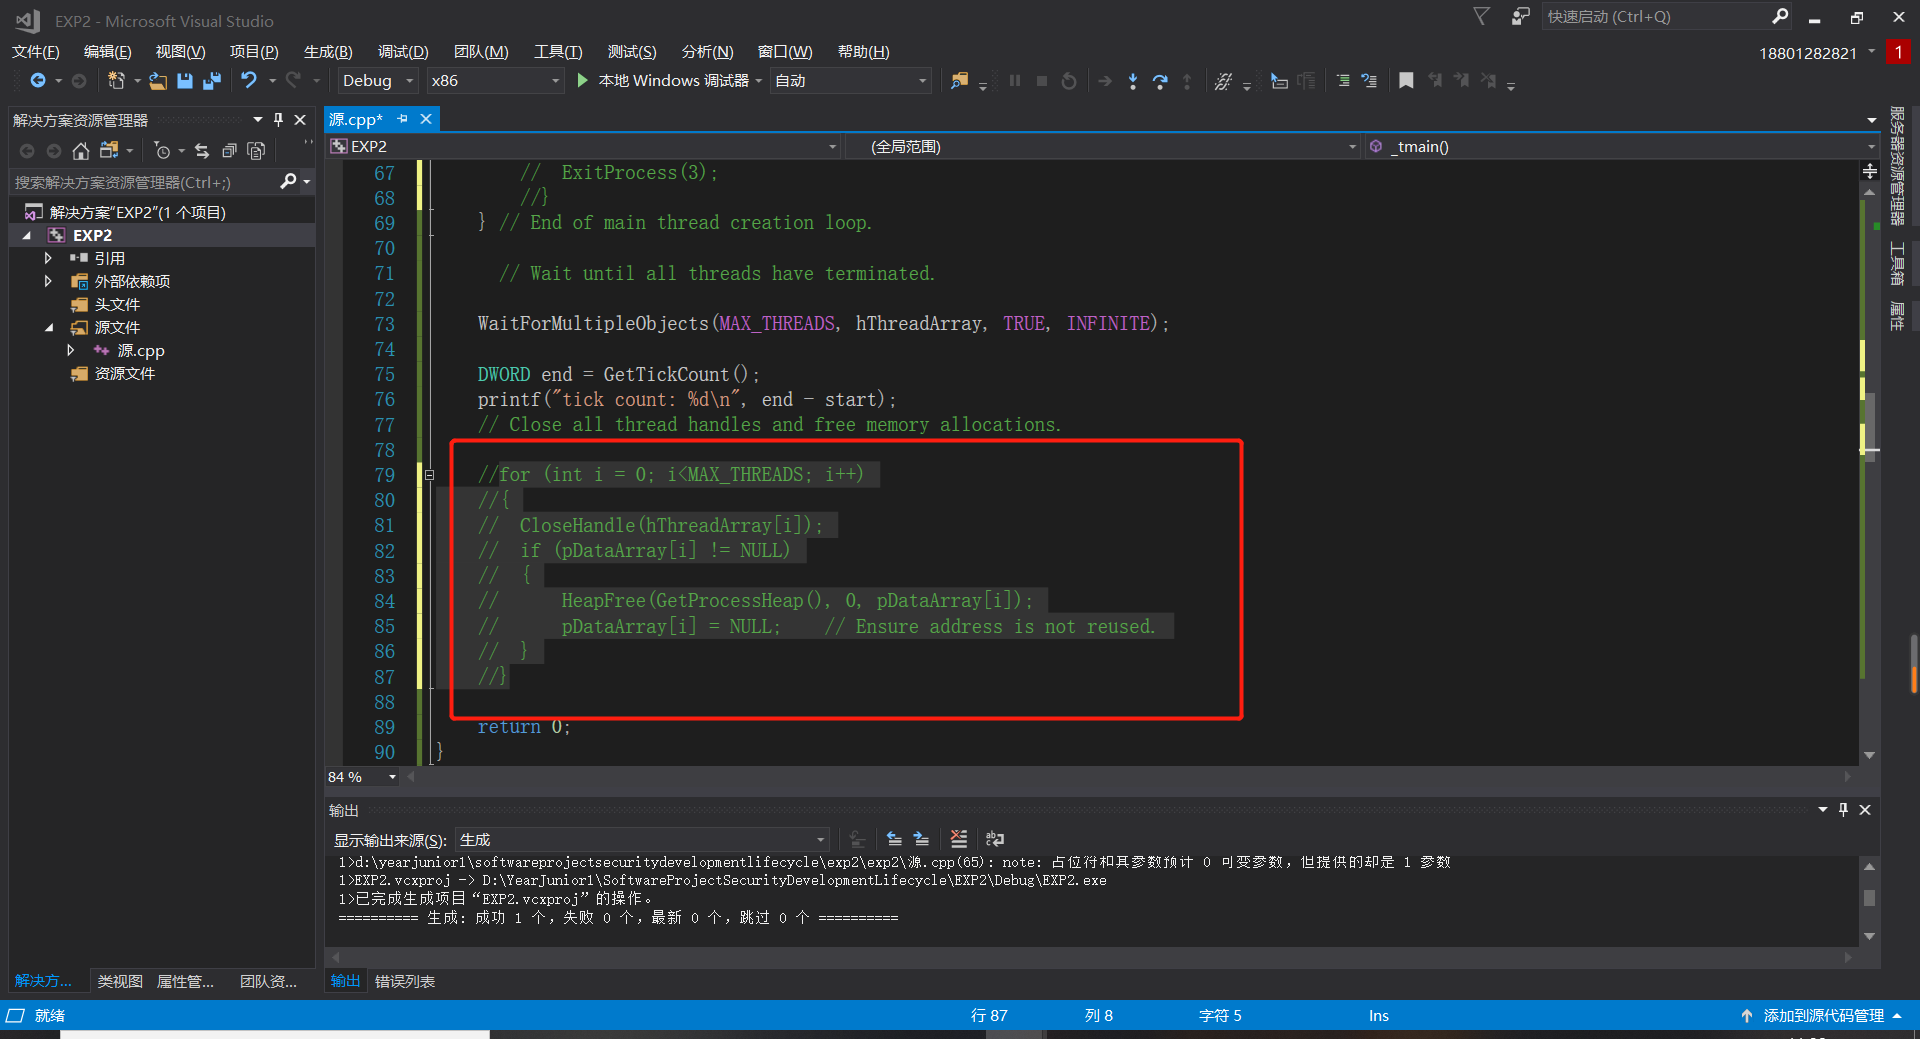 EXP2 - Microsoft Visual Studio
快速启动 (Ctrl+Q)
文件(F) 编辑(E) 视图(V) 项目(P) 生成(B) 调试(D) 团队(M) 工具(T) 测试(S) 分析(N) 窗口(W) 帮助(H)
18801282821
1
Debug x86 本地 Windows 调试器 自动
解决方案资源管理器
搜索解决方案资源管理器(Ctrl+;)
解决方案"EXP2"(1 个项目)
EXP2
引用
外部依赖项
头文件
源文件
源.cpp
资源文件
源.cpp*
EXP2 (全局范围) _tmain()
67 // ExitProcess(3);
68 //}
69 } // End of main thread creation loop.
70
71 // Wait until all threads have terminated.
72
73 WaitForMultipleObjects(MAX_THREADS, hThreadArray, TRUE, INFINITE);
74
75 DWORD end = GetTickCount();
76 printf("tick count: %d\n", end - start);
77 // Close all thread handles and free memory allocations.
78
79 //for (int i = 0; i<MAX_THREADS; i++)
80 //{
81 // CloseHandle(hThreadArray[i]);
82 // if (pDataArray[i] != NULL)
83 // {
84 // HeapFree(GetProcessHeap(), 0, pDataArray[i]);
85 // pDataArray[i] = NULL; // Ensure address is not reused.
86 // }
87 //}
88
89 return 0;
90 }
84 %
服务器资源管理器
工具箱
属性
输出
显示输出来源(S): 生成
1>d:\yearjunior1\softwareprojectsecuritydevelopmentlifecycle\exp2\exp2\源.cpp(65): note: 占位符和其参数预计 0 可变参数，但提供的却是 1 参数
1>EXP2.vcxproj -> D:\YearJunior1\SoftwareProjectSecurityDevelopmentLifecycle\EXP2\Debug\EXP2.exe
1>已完成生成项目“EXP2.vcxproj”的操作。
========== 生成: 成功 1 个，失败 0 个，最新 0 个，跳过 0 个 ==========
解决方... 类视图 属性管... 团队资...
输出 错误列表
就绪 行 87 列 8 字符 5 Ins 添加到源代码管理